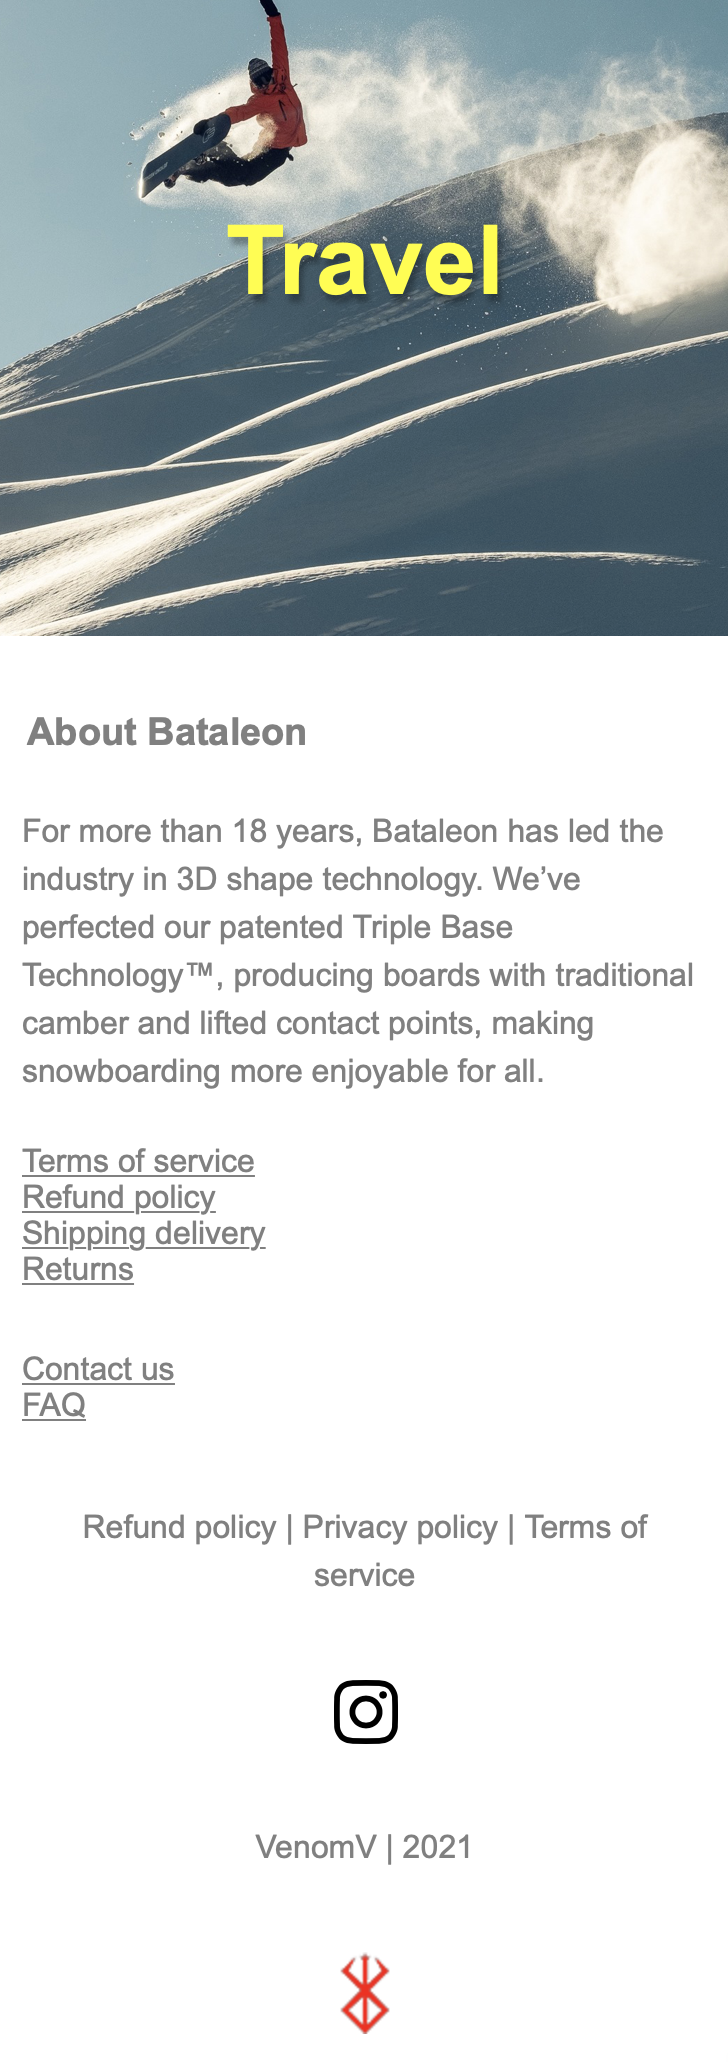 Travel
About Bataleon
For more than 18 years, Bataleon has led the
industry in 3D shape technology. We’ve
perfected our patented Triple Base
Technology™, producing boards with traditional
camber and lifted contact points, making
snowboarding more enjoyable for all.
Terms of service
Refund policy
Shipping delivery
Returns
Contact us
FAQ
Refund policy | Privacy policy | Terms of
service
VenomV | 2021